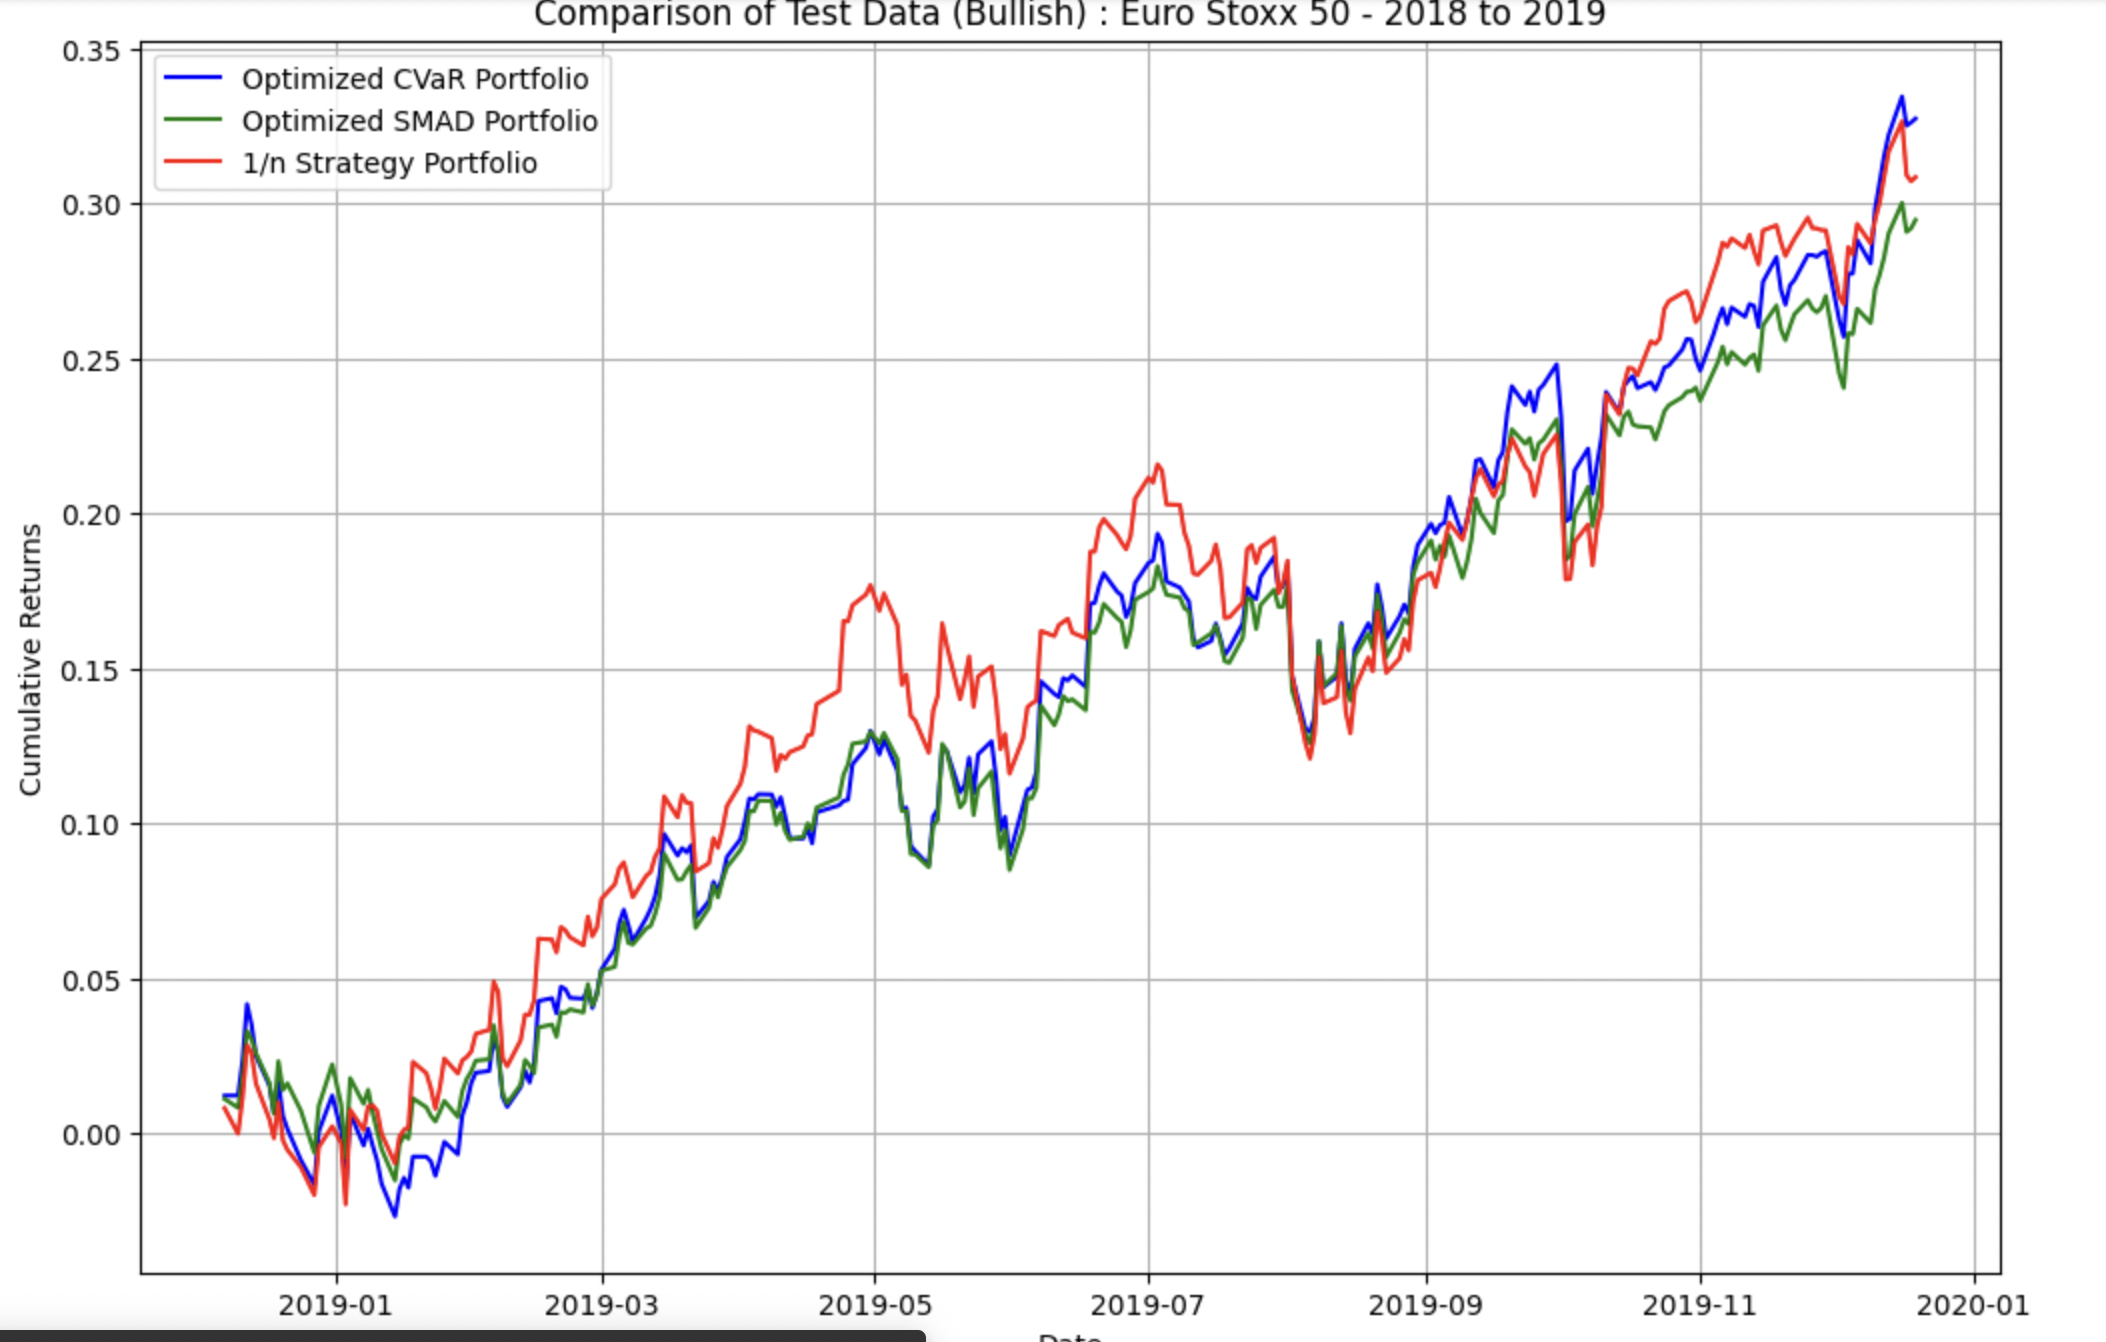 Comparison of Test Data (Bullish) : Euro Stoxx 50 - 2018 to 2019
Optimized CVaR Portfolio
Optimized SMAD Portfolio
1/n Strategy Portfolio
0.35
0.30
0.25
0.20
0.15
0.10
0.05
0.00
Cumulative Returns
2019-01 2019-03 2019-05 2019-07 2019-09 2019-11 2020-01
Date